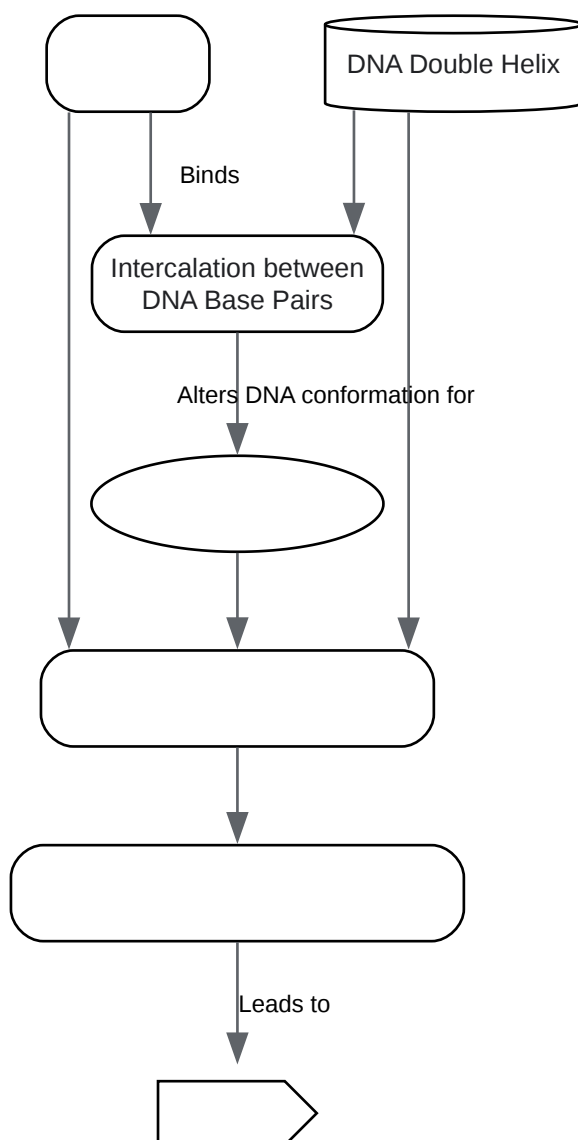 DNA Double Helix
Binds
Intercalation between
DNA Base Pairs
Alters DNA conformation for
Leads to